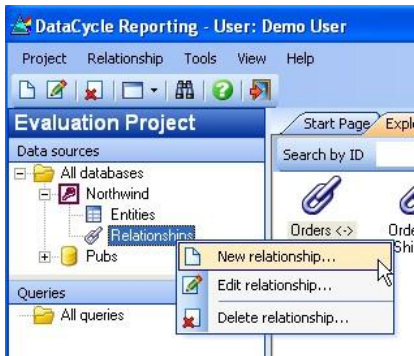 DataCycle Reporting - User: Demo User
Project Relationship Tools View Help
Evaluation Project
Start Page
Data sources
Search by ID
All databases
Northwind
Entities
Relationships
Orders <->
Pubs
New relationship...
Edit relationship...
Delete relationship...
Queries
All queries